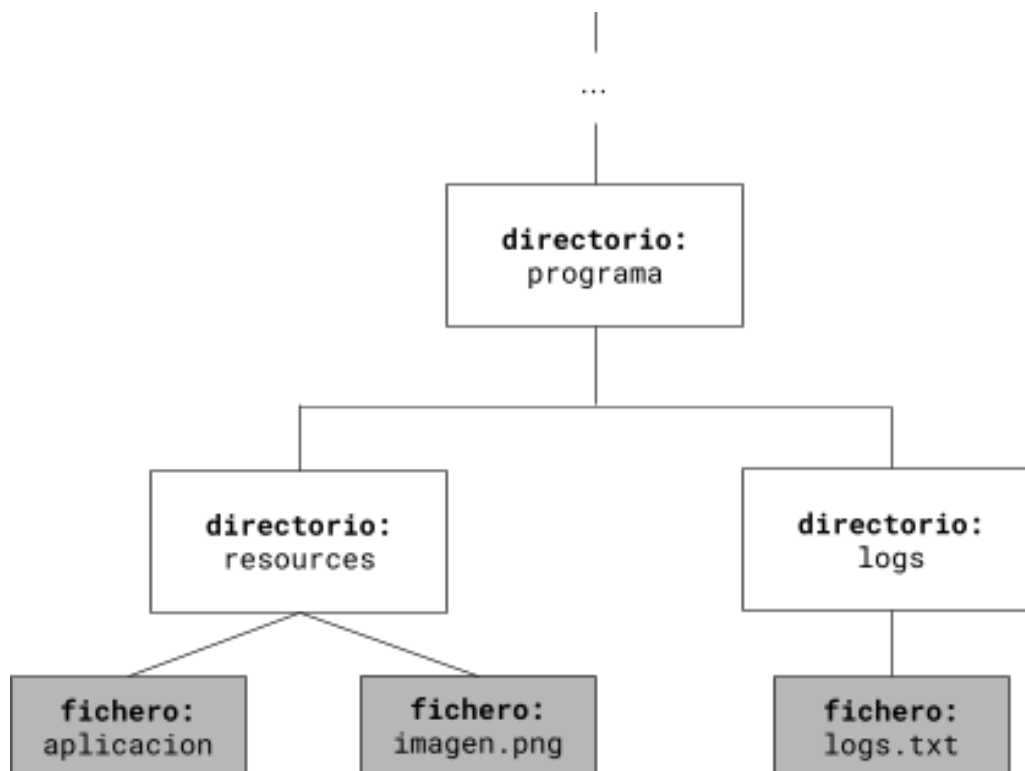 ...
directorio:
programa
directorio:
resources
directorio:
logs
fichero:
aplicacion
fichero:
imagen.png
fichero:
logs.txt